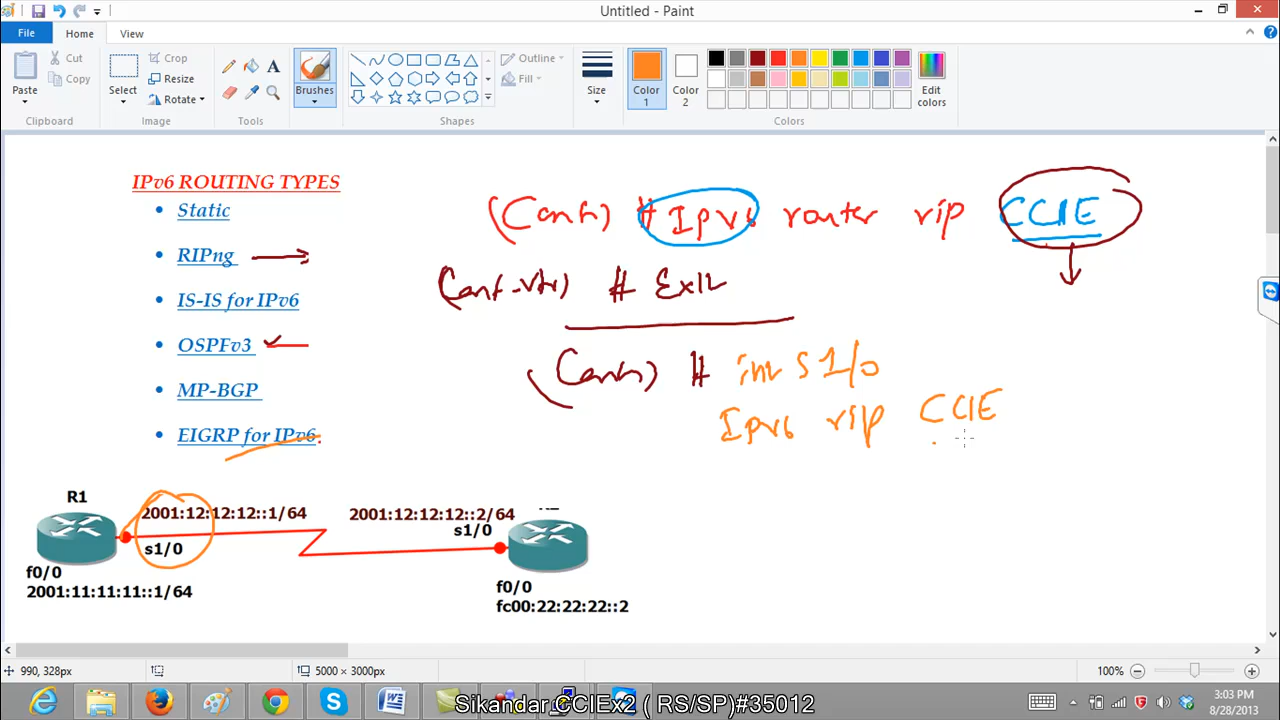 Untitled - Paint
File
Home
View
Paste
Cut
Copy
Clipboard
Select
Crop
Resize
Rotate
Image
Tools
Brushes
Shapes
Outline
Fill
Size
Color 1
Color 2
Edit colors
Colors
IPv6 ROUTING TYPES
• Static
• RIPng
• IS-IS for IPv6
• OSPFv3
• MP-BGP
• EIGRP for IPv6
(Confi) # Ipv6 router rip CCIE
# Exit
(Confi) # int S 1/0
Ipv6 rip CCIE
R1
2001:12:12:12::1/64
s1/0
f0/0
2001:11:11:11::1/64
2001:12:12:12::2/64
s1/0
f0/0
fc00:22:22:22::2
990, 328px
5000 × 3000px
100%
Sikandar CCIEx2 ( RS/SP)#35012
3:03 PM
8/28/2013